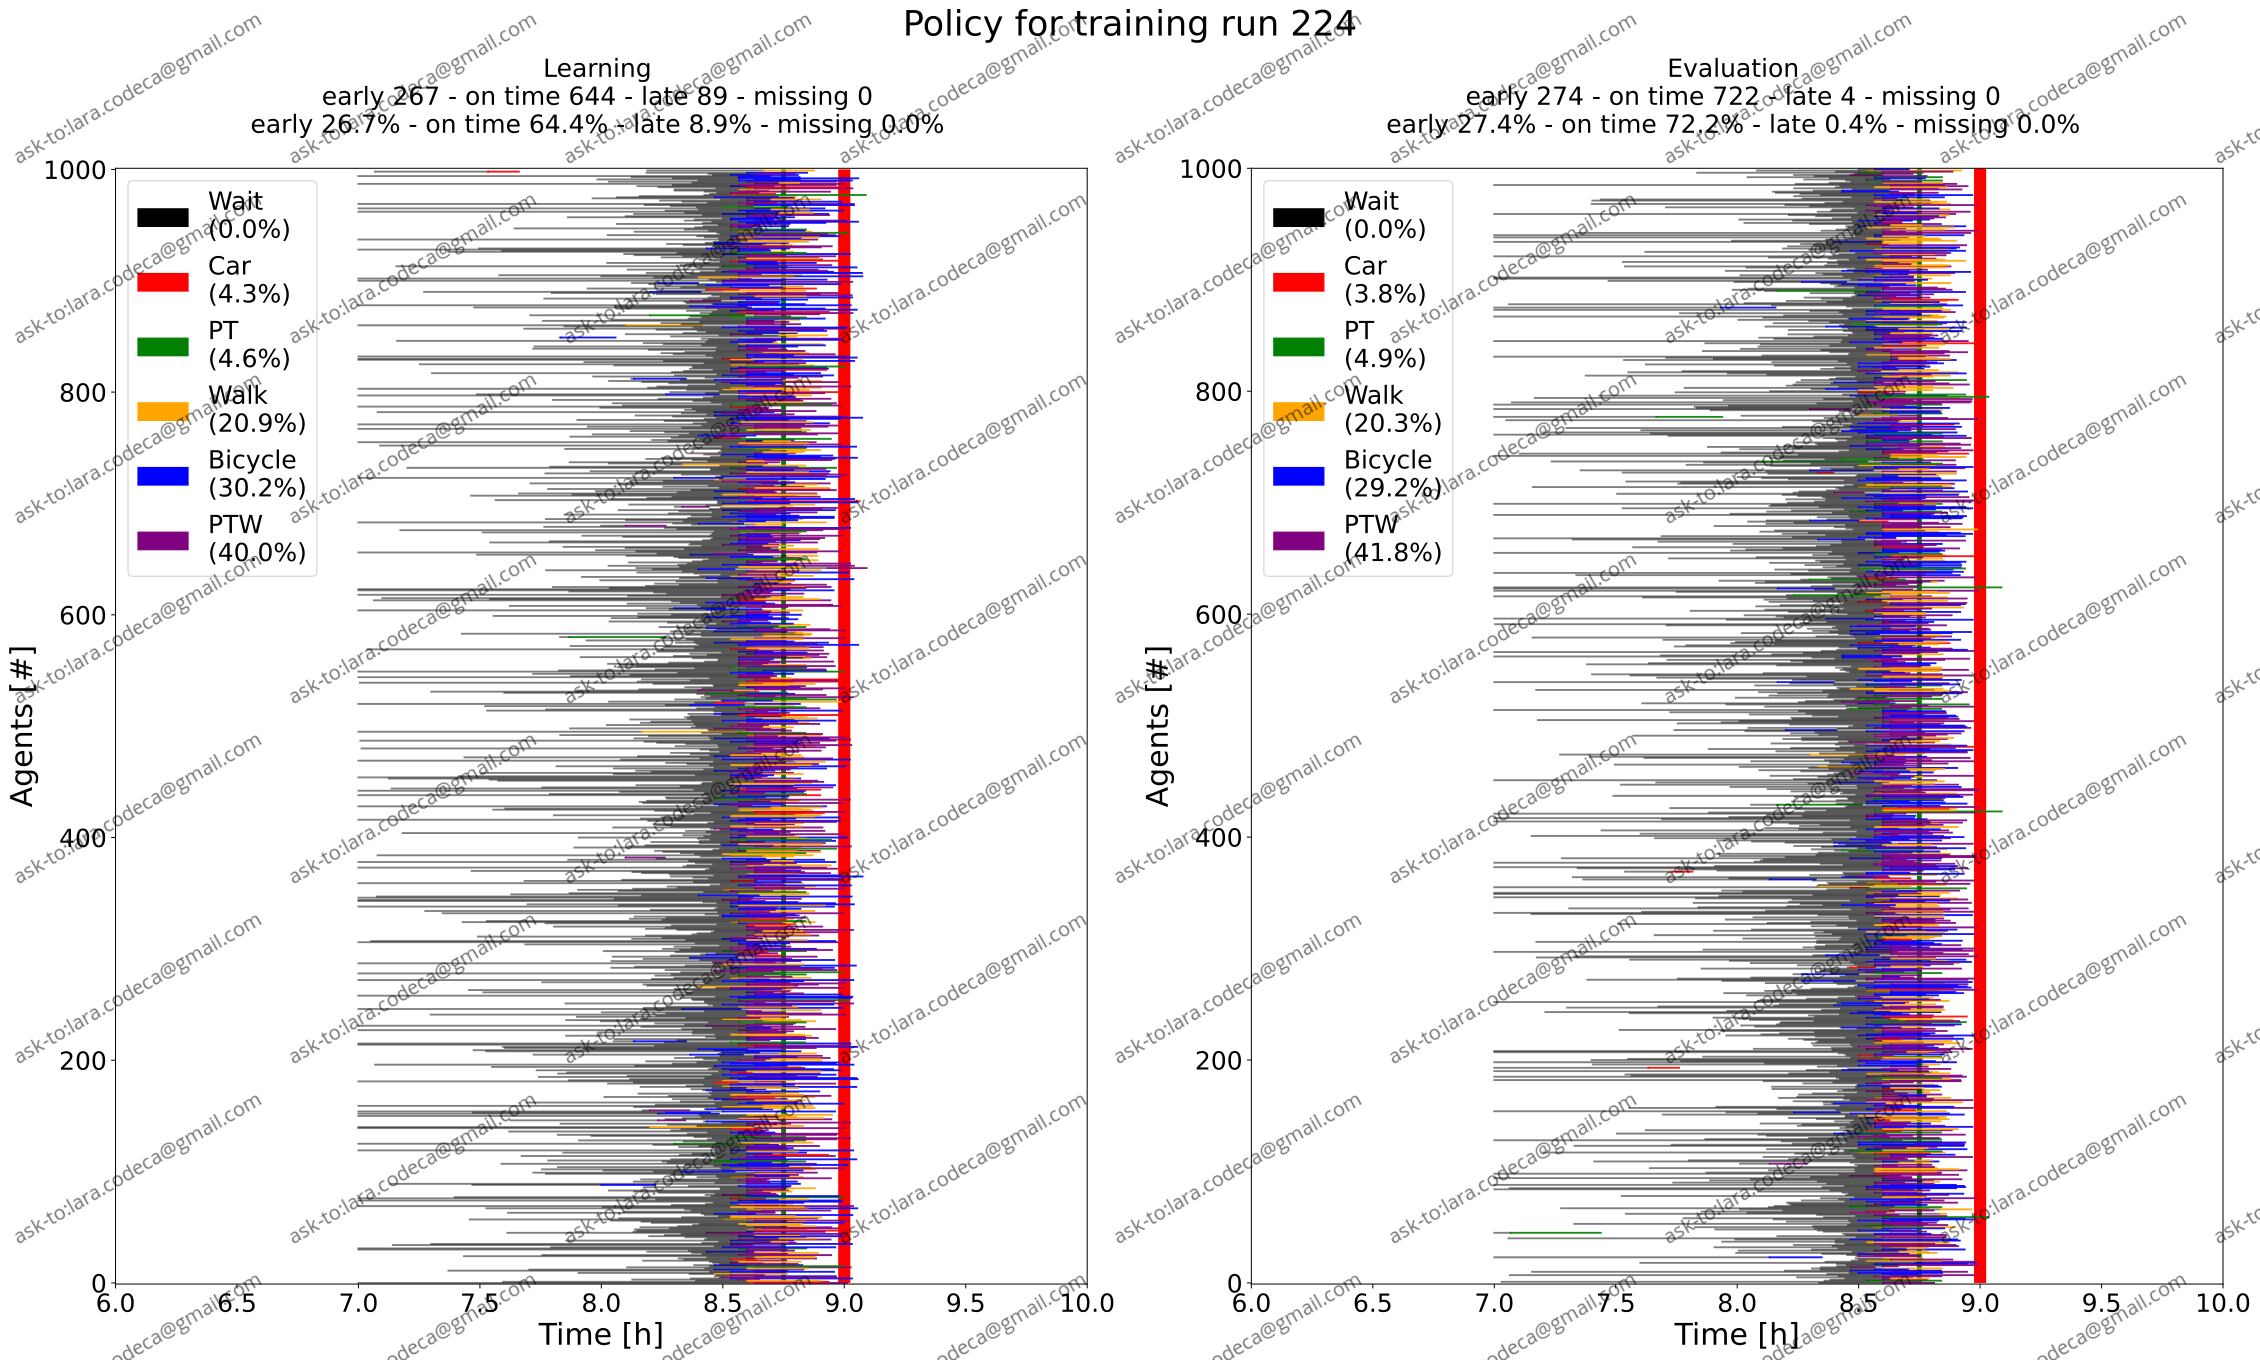 Policy for training run 224
Learning
early 267 - on time 644 - late 89 - missing 0
early 26.7% - on time 64.4% - late 8.9% - missing 0.0%
1000
800
600
400
200
0
Agents [#]
Wait
(0.0%)
Car
(4.3%)
PT
(4.6%)
Walk
(20.9%)
Bicycle
(30.2%)
PTW
(40.0%)
6.0 6.5 7.0 7.5 8.0 8.5 9.0 9.5 10.0
Time [h]
Evaluation
early 274 - on time 722 - late 4 - missing 0
early 27.4% - on time 72.2% - late 0.4% - missing 0.0%
1000
800
600
400
200
0
Agents [#]
Wait
(0.0%)
Car
(3.8%)
PT
(4.9%)
Walk
(20.3%)
Bicycle
(29.2%)
PTW
(41.8%)
6.0 6.5 7.0 7.5 8.0 8.5 9.0 9.5 10.0
Time [h]
ask-to:lara.codeca@gmail.com